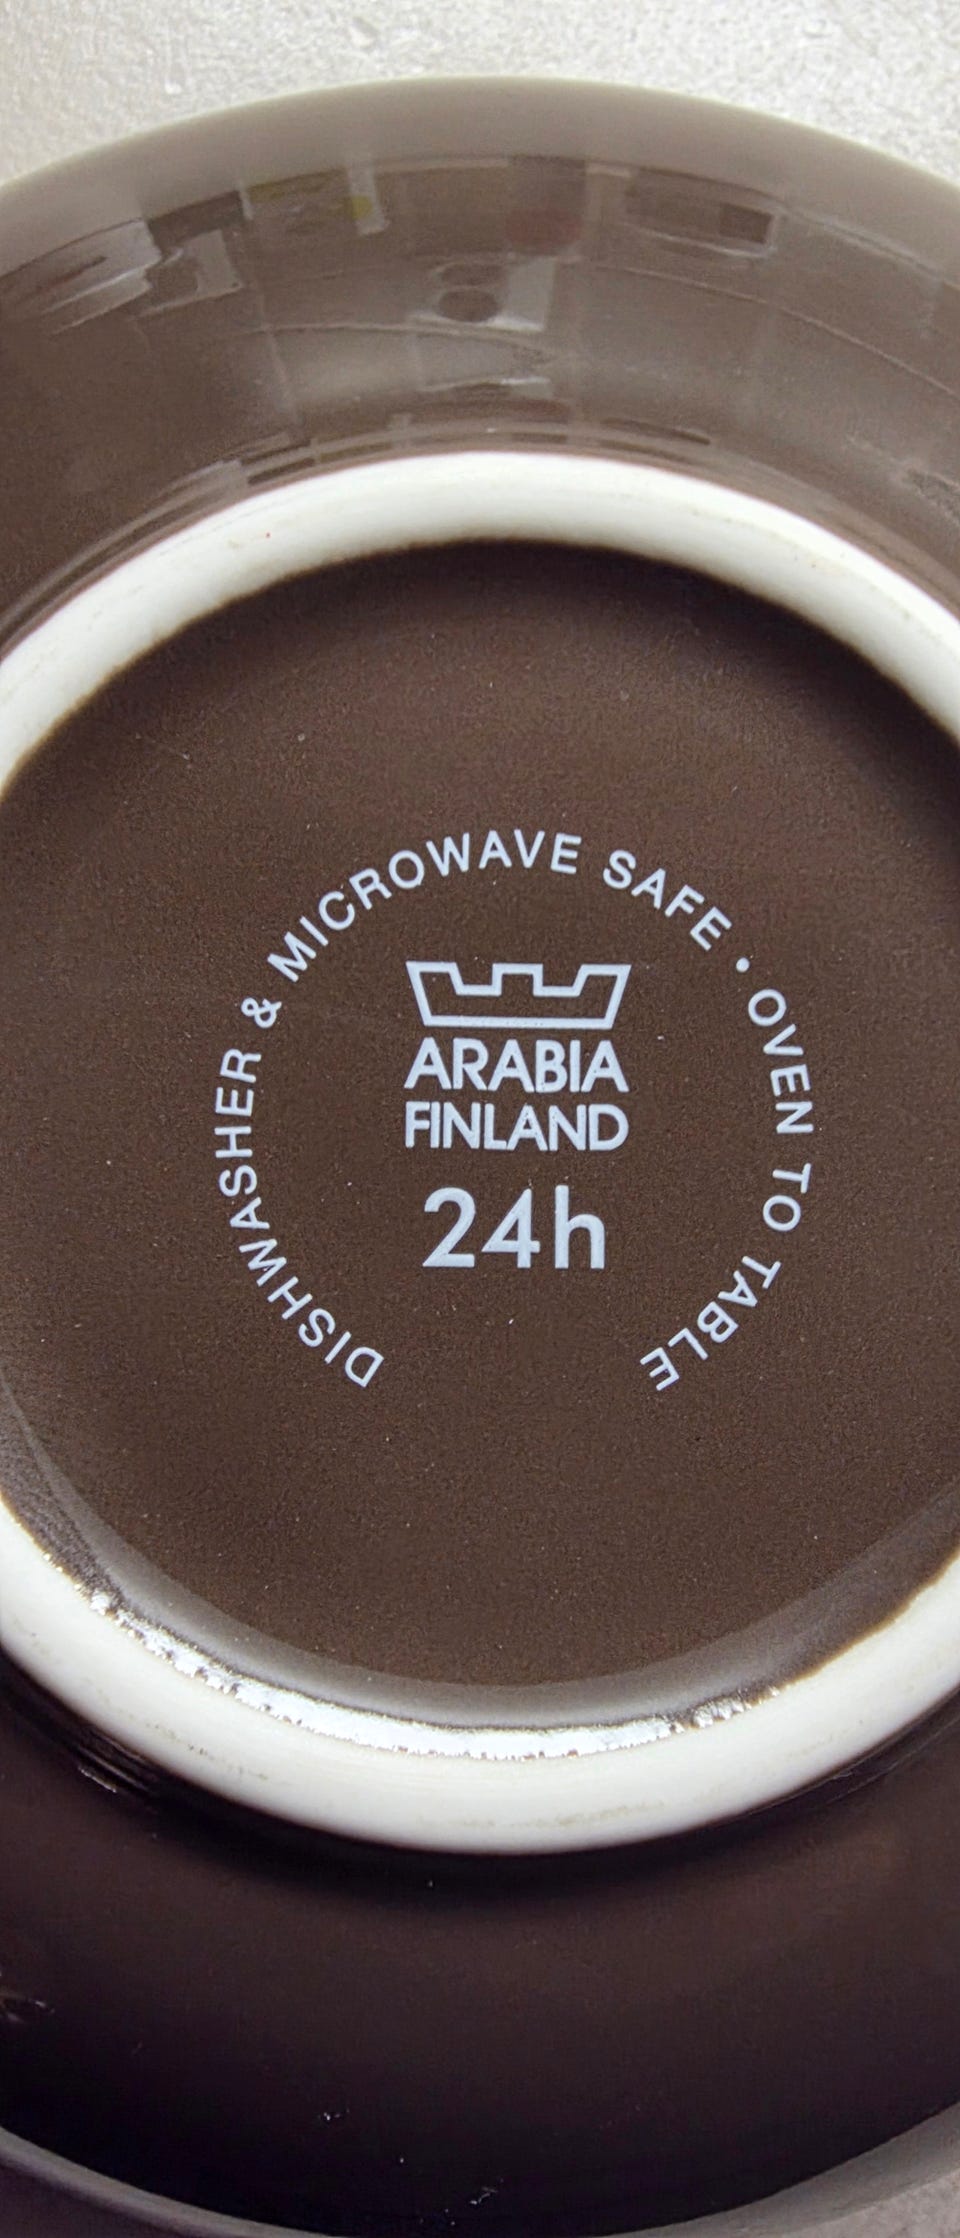 DISHWASHER & MICROWAVE SAFE • OVEN TO TABLE
ARABIA
FINLAND
24h